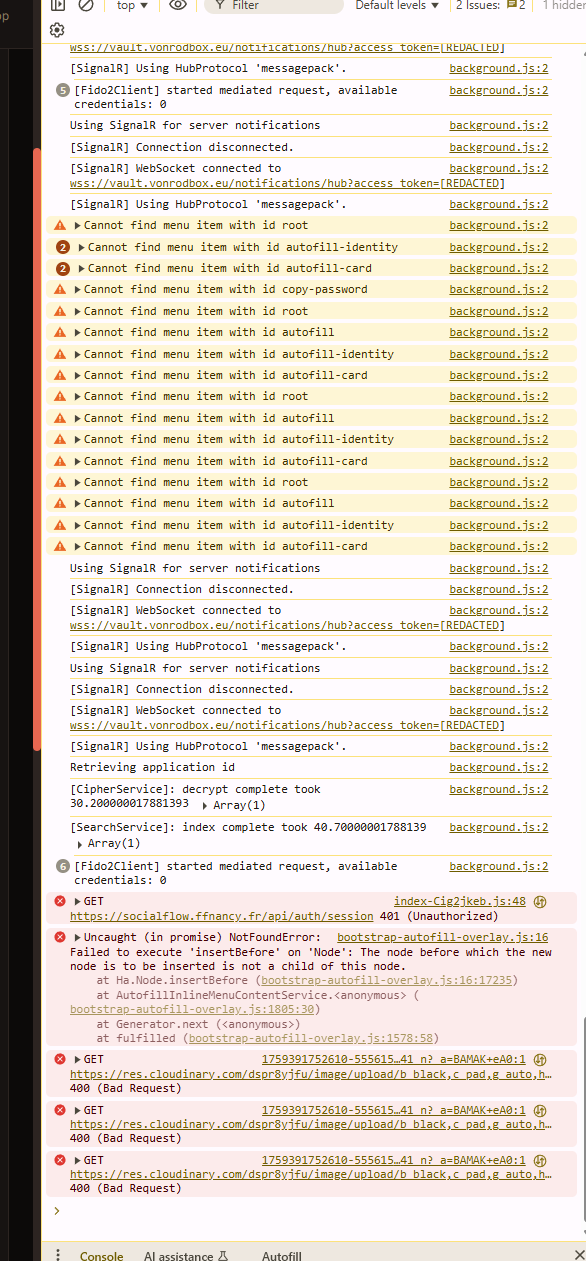 top
Filter
Default levels
2 Issues:
2
1 hidden
wss://vault.vonrodbox.eu/notifications/hub?access_token=[REDACTED]
[SignalR] Using HubProtocol 'messagepack'. background.js:2
5 [Fido2Client] started mediated request, available background.js:2
credentials: 0
Using SignalR for server notifications background.js:2
[SignalR] Connection disconnected. background.js:2
[SignalR] WebSocket connected to background.js:2
wss://vault.vonrodbox.eu/notifications/hub?access_token=[REDACTED]
[SignalR] Using HubProtocol 'messagepack'. background.js:2
Cannot find menu item with id root background.js:2
2 Cannot find menu item with id autofill-identity background.js:2
2 Cannot find menu item with id autofill-card background.js:2
Cannot find menu item with id copy-password background.js:2
Cannot find menu item with id root background.js:2
Cannot find menu item with id autofill background.js:2
Cannot find menu item with id autofill-identity background.js:2
Cannot find menu item with id autofill-card background.js:2
Cannot find menu item with id root background.js:2
Cannot find menu item with id autofill background.js:2
Cannot find menu item with id autofill-identity background.js:2
Cannot find menu item with id autofill-card background.js:2
Cannot find menu item with id root background.js:2
Cannot find menu item with id autofill background.js:2
Cannot find menu item with id autofill-identity background.js:2
Cannot find menu item with id autofill-card background.js:2
Using SignalR for server notifications background.js:2
[SignalR] Connection disconnected. background.js:2
[SignalR] WebSocket connected to background.js:2
wss://vault.vonrodbox.eu/notifications/hub?access_token=[REDACTED]
[SignalR] Using HubProtocol 'messagepack'. background.js:2
Using SignalR for server notifications background.js:2
[SignalR] Connection disconnected. background.js:2
[SignalR] WebSocket connected to background.js:2
wss://vault.vonrodbox.eu/notifications/hub?access_token=[REDACTED]
[SignalR] Using HubProtocol 'messagepack'. background.js:2
Retrieving application id background.js:2
[CipherService]: decrypt complete took background.js:2
30.200000017881393 Array(1)
[SearchService]: index complete took 40.70000001788139 background.js:2
Array(1)
6 [Fido2Client] started mediated request, available background.js:2
credentials: 0
GET index-Cig2jkeb.js:48
https://socialflow.ffnancy.fr/api/auth/session 401 (Unauthorized)
Uncaught (in promise) NotFoundError: bootstrap-autofill-overlay.js:16
Failed to execute 'insertBefore' on 'Node': The node before which the
new node is to be inserted is not a child of this node.
at Ha.Node.insertBefore (bootstrap-autofill-overlay.js:16:17235)
at AutofillInlineMenuContentService.<anonymous> (
bootstrap-autofill-overlay.js:1805:30)
at Generator.next (<anonymous>)
at fulfilled (bootstrap-autofill-overlay.js:1578:58)
GET 1759391752610-555615…41_n?_a=BAMAK+eA0:1
https://res.cloudinary.com/dspr8yjfu/image/upload/b_black,c_pad,g_auto,h…
400 (Bad Request)
GET 1759391752610-555615…41_n?_a=BAMAK+eA0:1
https://res.cloudinary.com/dspr8yjfu/image/upload/b_black,c_pad,g_auto,h…
400 (Bad Request)
GET 1759391752610-555615…41_n?_a=BAMAK+eA0:1
https://res.cloudinary.com/dspr8yjfu/image/upload/b_black,c_pad,g_auto,h…
400 (Bad Request)
Console
AI assistance
Autofill